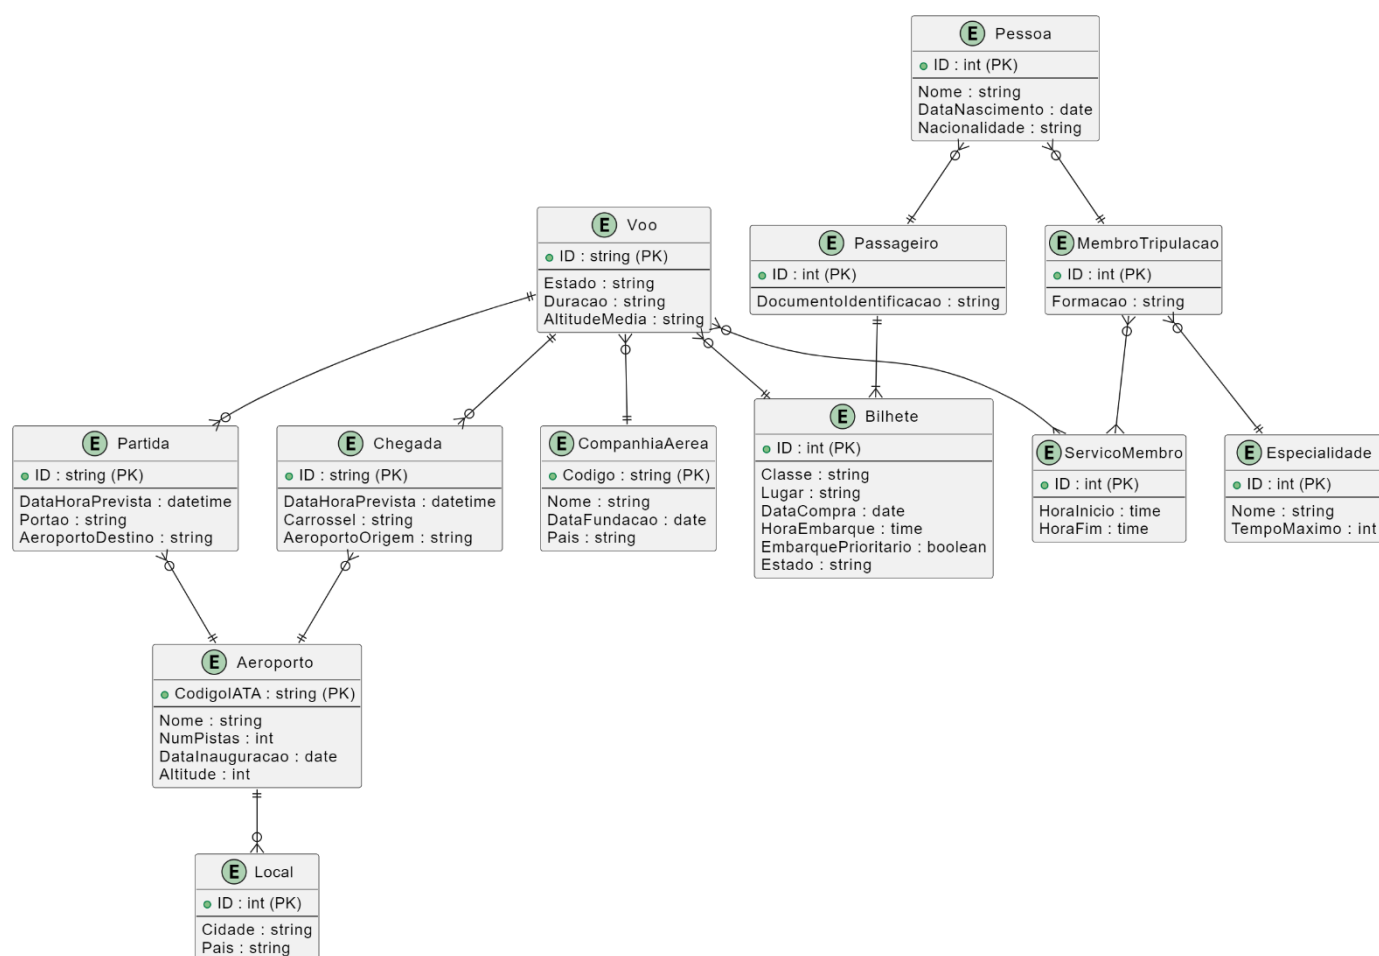 E Pessoa
ID : int (PK)
Nome : string
DataNascimento : date
Nacionalidade : string
E Voo
ID : string (PK)
Estado : string
Duracao : string
AltitudeMedia : string
E Passageiro
ID : int (PK)
DocumentoIdentificacao : string
E MembroTripulacao
ID : int (PK)
Formacao : string
E Partida
ID : string (PK)
DataHoraPrevista : datetime
Portao : string
AeroportoDestino : string
E Chegada
ID : string (PK)
DataHoraPrevista : datetime
Carrossel : string
AeroportoOrigem : string
E CompanhiaAerea
Codigo : string (PK)
Nome : string
DataFundacao : date
Pais : string
E Bilhete
ID : int (PK)
Classe : string
Lugar : string
DataCompra : date
HoraEmbarque : time
EmbarquePrioritario : boolean
Estado : string
E ServicoMembro
ID : int (PK)
HoraInicio : time
HoraFim : time
E Especialidade
ID : int (PK)
Nome : string
TempoMaximo : int
E Aeroporto
CodigoIATA : string (PK)
Nome : string
NumPistas : int
DataInauguracao : date
Altitude : int
E Local
ID : int (PK)
Cidade : string
Pais : string